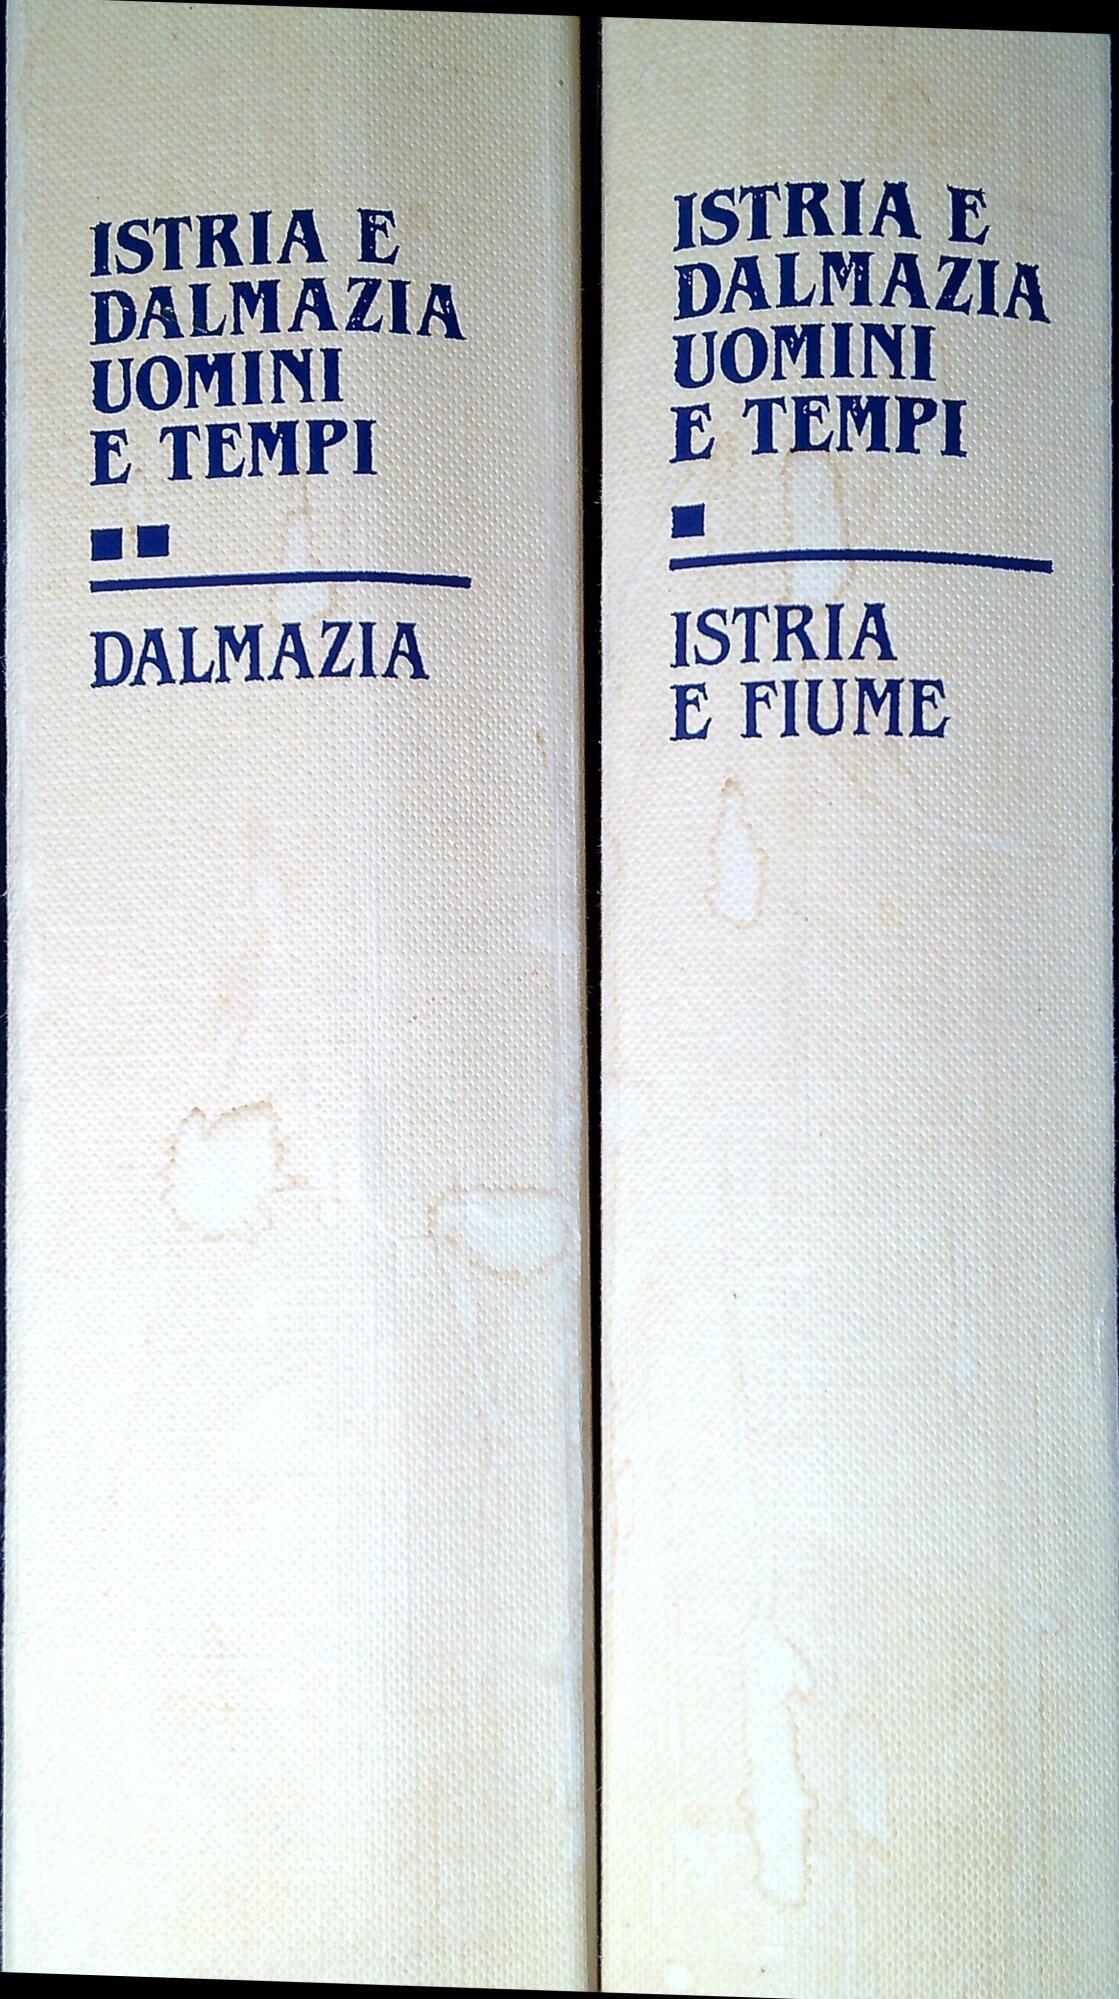 ISTRIA E
DALMAZIA
UOMINI
E TEMPI
DALMAZIA
ISTRIA E
DALMAZIA
UOMINI
E TEMPI
ISTRIA
E FIUME